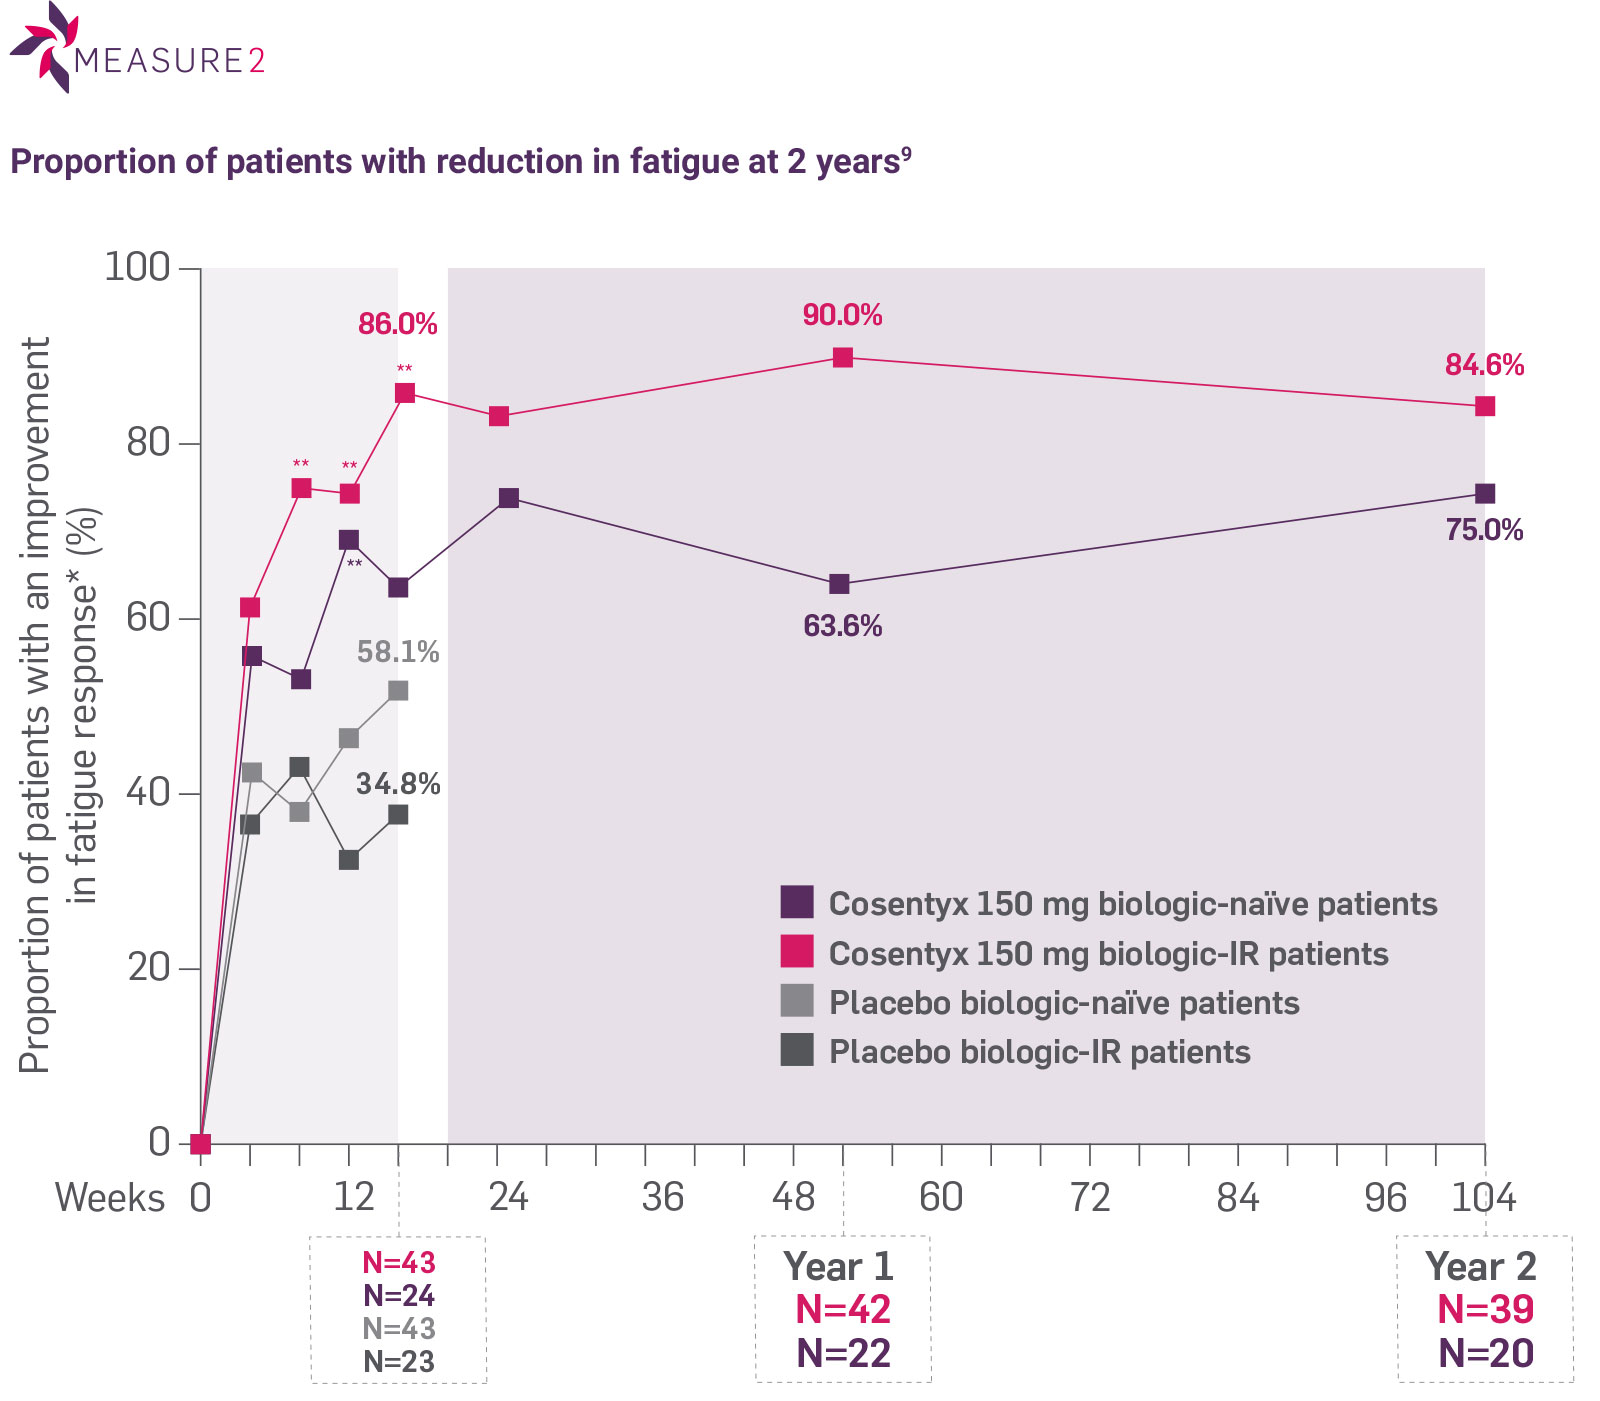 MEASURE2
Proportion of patients with reduction in fatigue at 2 years⁹
Proportion of patients with an improvement
in fatigue response* (%)
100
80
60
40
20
0
86.0%
90.0%
84.6%
**
**
**
**
75.0%
63.6%
58.1%
34.8%
Cosentyx 150 mg biologic-naïve patients
Cosentyx 150 mg biologic-IR patients
Placebo biologic-naïve patients
Placebo biologic-IR patients
Weeks 0 12 24 36 48 60 72 84 96 104
N=43
N=24
N=43
N=23
Year 1
N=42
N=22
Year 2
N=39
N=20